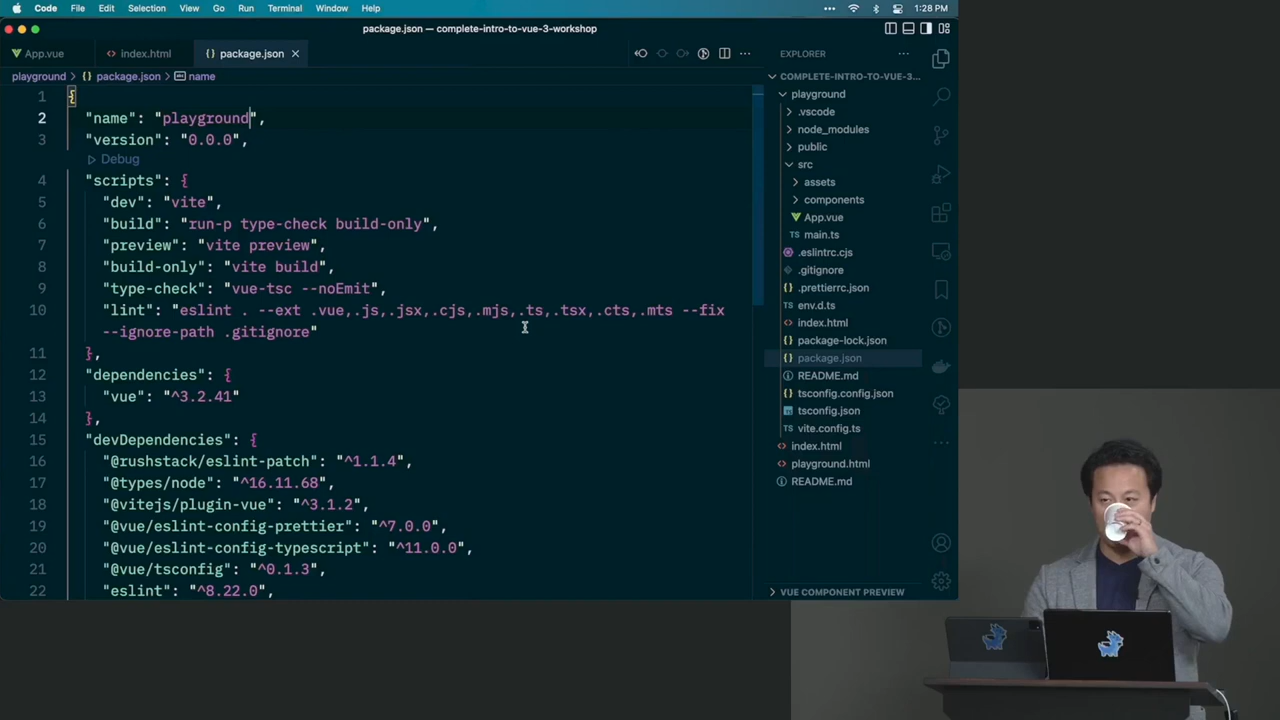 Code File Edit Selection View Go Run Terminal Window Help
1:28 PM
package.json — complete-intro-to-vue-3-workshop
App.vue
index.html
{} package.json
playground > {} package.json > name
EXPLORER
1 {
2 "name": "playground",
3 "version": "0.0.0",
Debug
4 "scripts": {
5 "dev": "vite",
6 "build": "run-p type-check build-only",
7 "preview": "vite preview",
8 "build-only": "vite build",
9 "type-check": "vue-tsc --noEmit",
10 "lint": "eslint . --ext .vue,.js,.jsx,.cjs,.mjs,.ts,.tsx,.cts,.mts --fix
--ignore-path .gitignore"
11 },
12 "dependencies": {
13 "vue": "^3.2.41"
14 },
15 "devDependencies": {
16 "@rushstack/eslint-patch": "^1.1.4",
17 "@types/node": "^16.11.68",
18 "@vitejs/plugin-vue": "^3.1.2",
19 "@vue/eslint-config-prettier": "^7.0.0",
20 "@vue/eslint-config-typescript": "^11.0.0",
21 "@vue/tsconfig": "^0.1.3",
22 "eslint": "^8.22.0",
COMPLETE-INTRO-TO-VUE-3...
playground
.vscode
node_modules
public
src
assets
components
App.vue
main.ts
.eslintrc.cjs
.gitignore
{} .prettierrc.json
env.d.ts
index.html
{} package-lock.json
{} package.json
README.md
{} tsconfig.config.json
tsconfig.json
vite.config.ts
index.html
playground.html
README.md
VUE COMPONENT PREVIEW